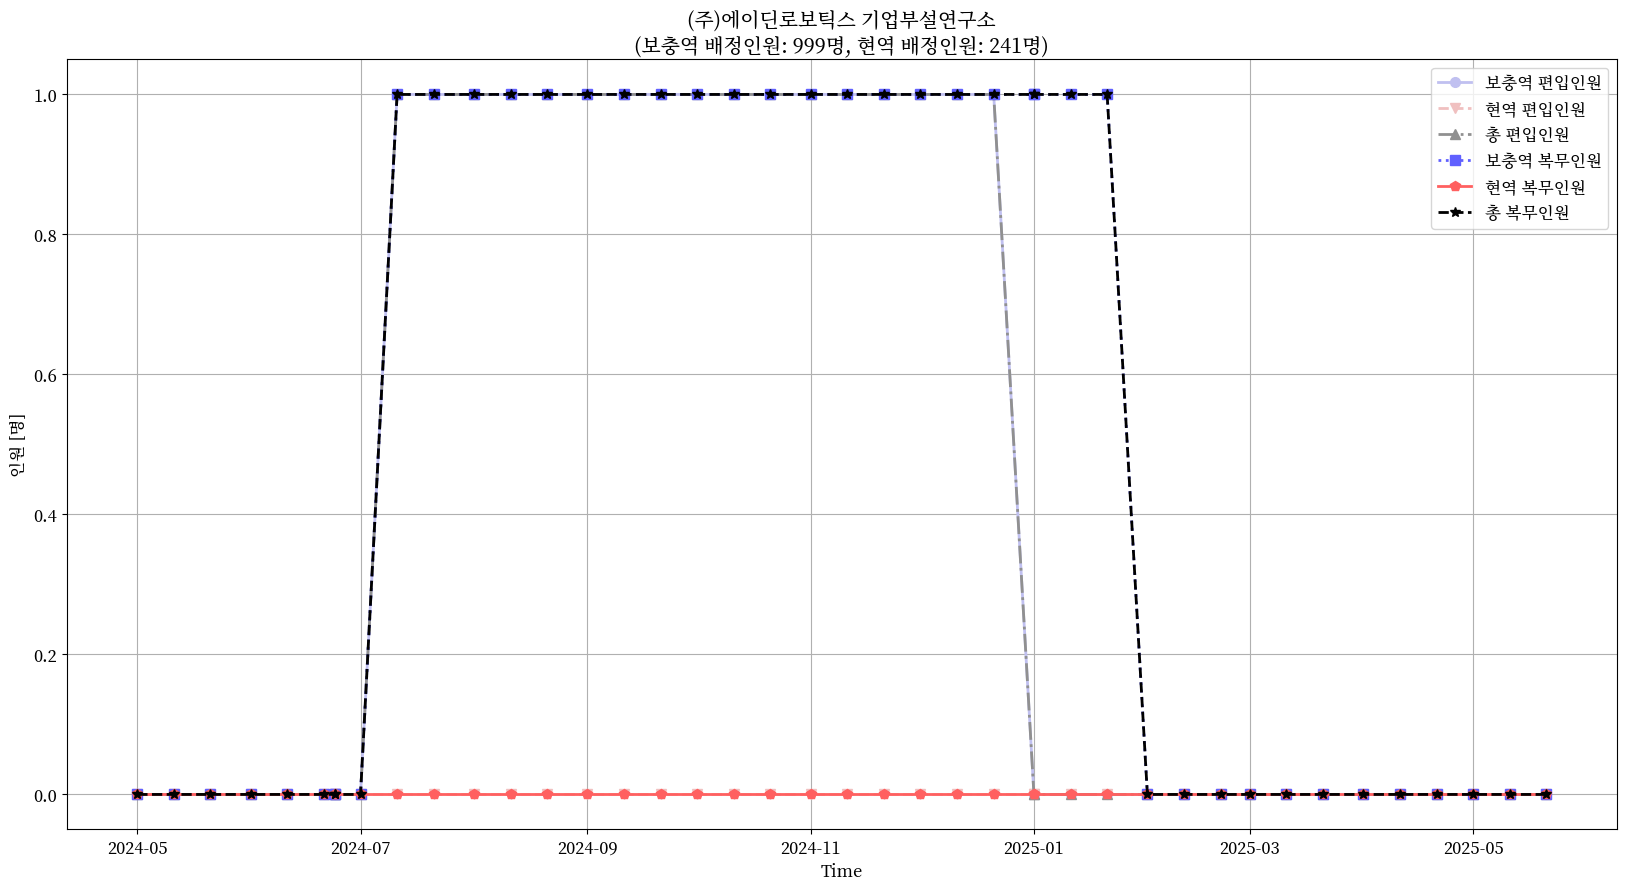 (주)에이딘로보틱스 기업부설연구소
(보충역 배정인원: 999명, 현역 배정인원: 241명)
보충역 편입인원
현역 편입인원
총 편입인원
보충역 복무인원
현역 복무인원
총 복무인원
인원 [명]
1.0
0.8
0.6
0.4
0.2
0.0
2024-05 2024-07 2024-09 2024-11 2025-01 2025-03 2025-05
Time